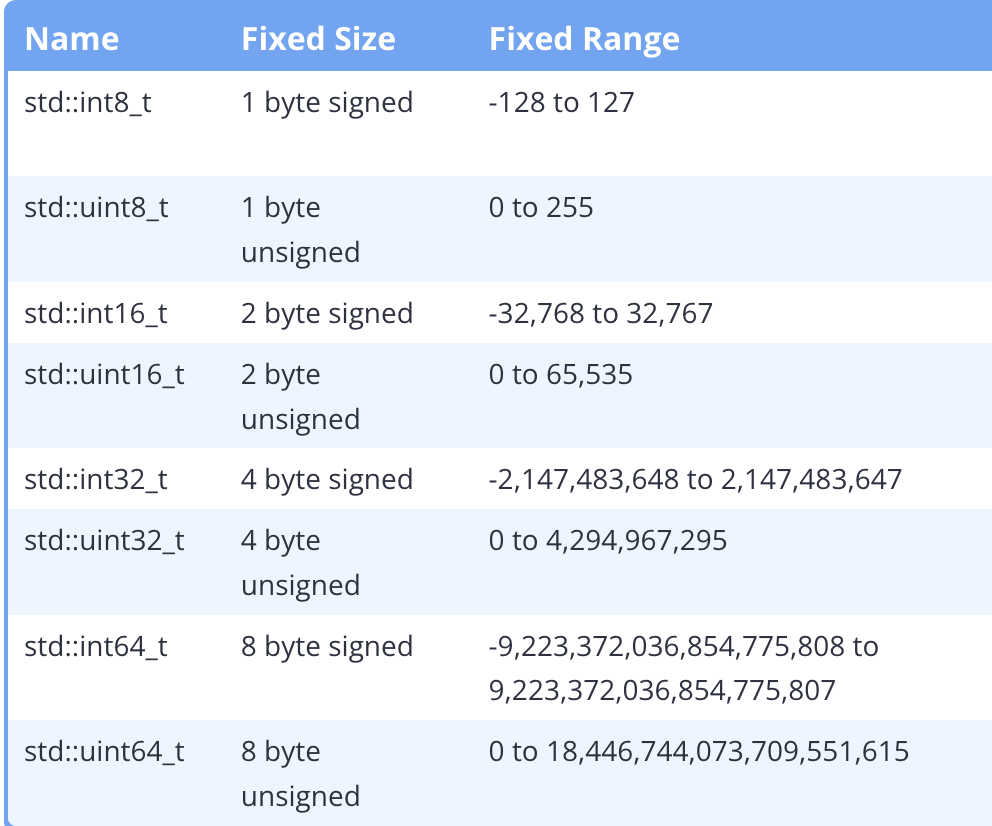 Name Fixed Size Fixed Range
std::int8_t 1 byte signed -128 to 127
std::uint8_t 1 byte 0 to 255
unsigned
std::int16_t 2 byte signed -32,768 to 32,767
std::uint16_t 2 byte 0 to 65,535
unsigned
std::int32_t 4 byte signed -2,147,483,648 to 2,147,483,647
std::uint32_t 4 byte 0 to 4,294,967,295
unsigned
std::int64_t 8 byte signed -9,223,372,036,854,775,808 to
9,223,372,036,854,775,807
std::uint64_t 8 byte 0 to 18,446,744,073,709,551,615
unsigned